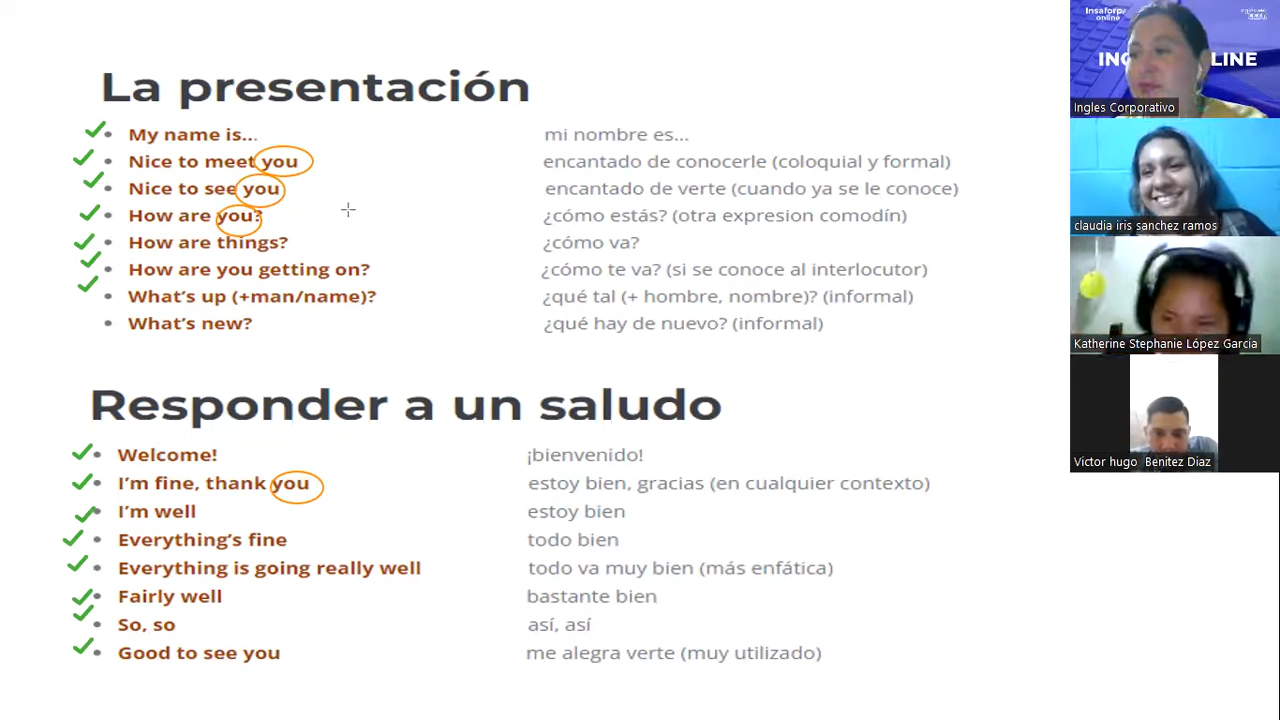 La presentación
My name is... mi nombre es...
Nice to meet you encantado de conocerle (coloquial y formal)
Nice to see you encantado de verte (cuando ya se le conoce)
How are you? ¿cómo estás? (otra expresion comodín)
How are things? ¿cómo va?
How are you getting on? ¿cómo te va? (si se conoce al interlocutor)
What's up (+man/name)? ¿qué tal (+ hombre, nombre)? (informal)
What's new? ¿qué hay de nuevo? (informal)
Responder a un saludo
Welcome! ¡bienvenido!
I'm fine, thank you estoy bien, gracias (en cualquier contexto)
I'm well estoy bien
Everything's fine todo bien
Everything is going really well todo va muy bien (más enfática)
Fairly well bastante bien
So, so así, así
Good to see you me alegra verte (muy utilizado)
Insaforp
online
ING LINE
Ingles Corporativo
claudia iris sanchez ramos
Katherine Stephanie López García
Victor hugo Benitez Diaz